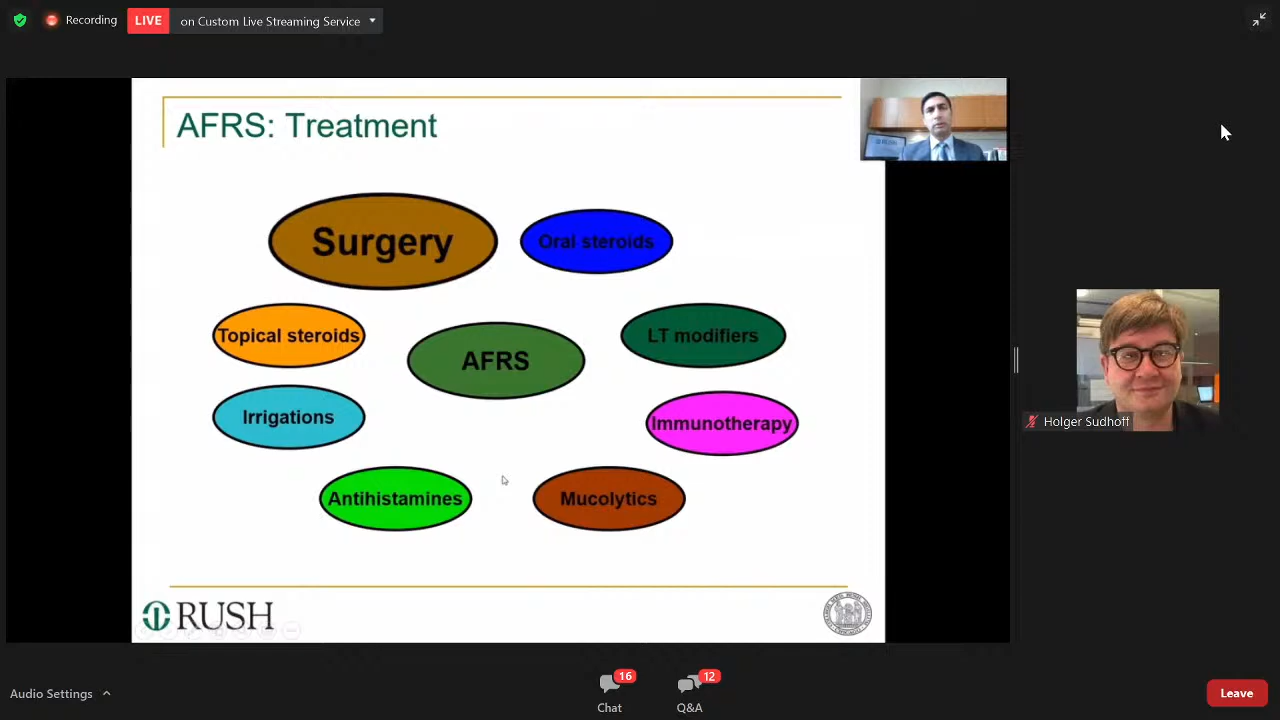 Recording
LIVE
on Custom Live Streaming Service
AFRS: Treatment
Surgery
Oral steroids
Topical steroids
LT modifiers
AFRS
Irrigations
Immunotherapy
Antihistamines
Mucolytics
RUSH
Holger Sudhoff
Audio Settings
16
Chat
12
Q&A
Leave